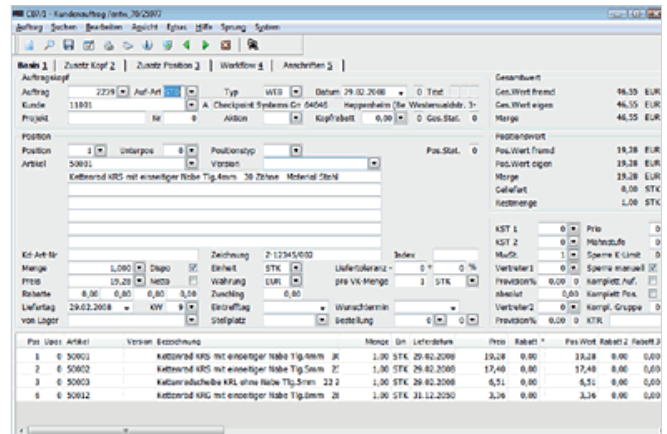 Kundenauftrag
Auftrag Suchen Bearbeiten Ansicht Extras Hilfe Sprung System
Basis 1 Zusatz Kopf 2 Zusatz Position 3 Workflow 4 Anschriften 5
Auftragskopf Gesamtwert
Auftrag 2239 Auf-Art STD Typ WEB Datum 29.02.2008 0 Text Ges.Wert fremd 46,55 EUR
Kunde 11001 A Checkpoint Systems Gm 64646 Heppenheim (Be Westerwaldstr. 3- Ges.Wert eigen 46,55 EUR
Projekt Nr 0 Aktion Kopfrabatt 0,00 0 Ges.Stat. 0 Marge 46,55 EUR
Position Positionswert
Position 1 Unterpos 0 Positionstyp Pos.Stat. 0 Pos.Wert fremd 19,28 EUR
Artikel 50001 Version Pos.Wert eigen 19,28 EUR
Kettenrad KRS mit einseitiger Nabe Tlg.4mm 30 Zähne Material Stahl Marge 19,28 EUR
Geliefert 0,00 STK
Restmenge 1,00 STK
KST 1 0 Prio 0
KST 2 0 Mahnstufe 0
Kd-Art-Nr Zeichnung Z-12345/002 Index MwSt. 1 Sperre K-Limit 0
Menge 1,000 Dispo Einheit STK Liefertoleranz - 0 + 0 % Vertreter1 0 Sperre manuell
Preis 19,28 Netto Währung EUR pro VK-Menge 1 STK Provision% 0,00 0 Komplett Auf.
Rabatte 0,00 0,00 0,00 0,00 Zuschlag 0,00 absolut 0,00 Komplett Pos.
Liefertag 29.02.2008 KW 9 Eintrefftag Wunschtermin Vertreter2 0 Kompl. Gruppe 0
von Lager Stellplatz Bestellung 0 0 Provision% 0,00 0 KTR
Pos Upos Artikel Version Bezeichnung Menge Ein Lieferdatum Preis Rabatt * Pos.Wort Rabatt 2 Rabatt 3
1 0 50001 Kettenrad KRS mit einseitiger Nabe Tlg.4mm 30 1,00 STK 29.02.2008 19,28 0,00 19,28 0,00 0,00
2 0 50002 Kettenrad KRS mit einseitiger Nabe Tlg.5mm 1,00 STK 29.02.2008 17,40 0,00 17,40 0,00 0,00
3 0 50003 Kettenradscheibe KRL ohne Nabe Tlg.5mm 22 1,00 STK 29.02.2008 6,51 0,00 6,51 0,00 0,00
6 0 50012 Kettenrad KRG mit einseitiger Nabe Tlg.8mm 1,00 STK 31.12.2050 3,36 0,00 3,36 0,00 0,00